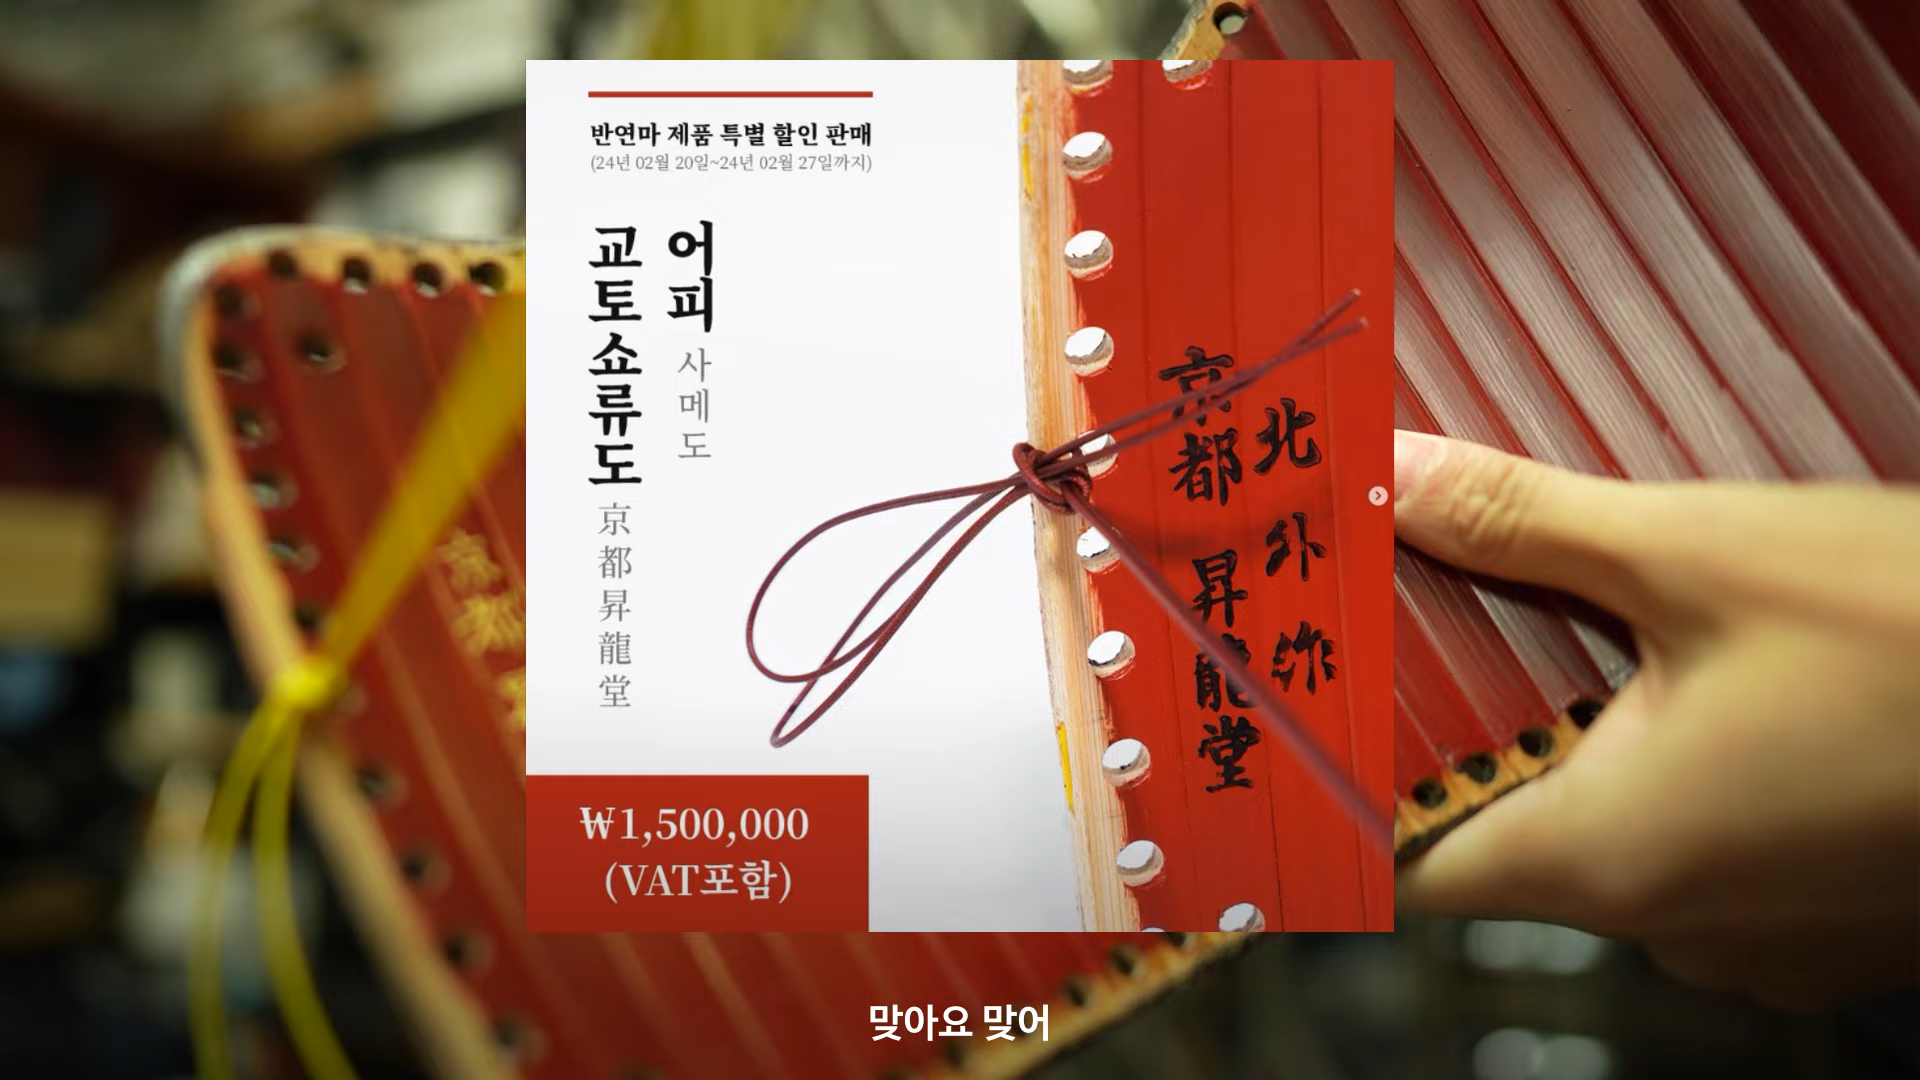 반연마 제품 특별 할인 판매
(24년 02월 20일~24년 02월 27일까지)
어피 사메도
교토쇼류도 京都昇龍堂
北外作
京都 昇龍堂
₩1,500,000
(VAT포함)
맞아요 맞어